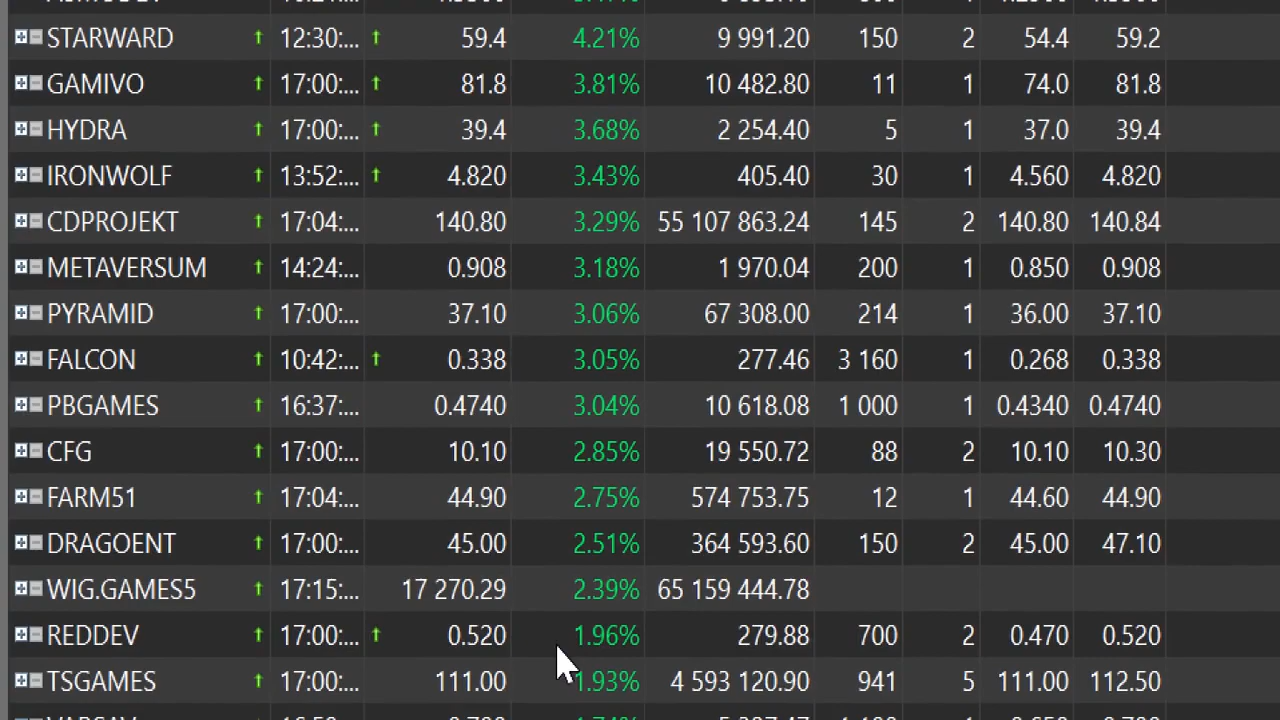 STARWARD 12:30:... 59.4 4.21% 9 991.20 150 2 54.4 59.2
GAMIVO 17:00:... 81.8 3.81% 10 482.80 11 1 74.0 81.8
HYDRA 17:00:... 39.4 3.68% 2 254.40 5 1 37.0 39.4
IRONWOLF 13:52:... 4.820 3.43% 405.40 30 1 4.560 4.820
CDPROJEKT 17:04:... 140.80 3.29% 55 107 863.24 145 2 140.80 140.84
METAVERSUM 14:24:... 0.908 3.18% 1 970.04 200 1 0.850 0.908
PYRAMID 17:00:... 37.10 3.06% 67 308.00 214 1 36.00 37.10
FALCON 10:42:... 0.338 3.05% 277.46 3 160 1 0.268 0.338
PBGAMES 16:37:... 0.4740 3.04% 10 618.08 1 000 1 0.4340 0.4740
CFG 17:00:... 10.10 2.85% 19 550.72 88 2 10.10 10.30
FARM51 17:04:... 44.90 2.75% 574 753.75 12 1 44.60 44.90
DRAGOENT 17:00:... 45.00 2.51% 364 593.60 150 2 45.00 47.10
WIG.GAMES5 17:15:... 17 270.29 2.39% 65 159 444.78
REDDEV 17:00:... 0.520 1.96% 279.88 700 2 0.470 0.520
TSGAMES 17:00:... 111.00 1.93% 4 593 120.90 941 5 111.00 112.50